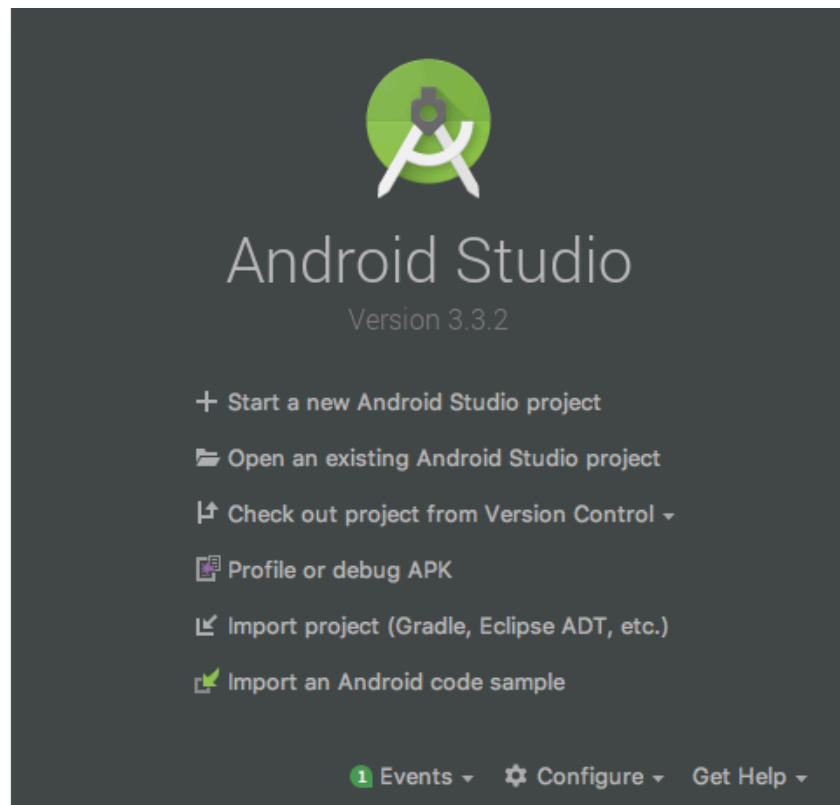 Android Studio
Version 3.3.2
Start a new Android Studio project
Open an existing Android Studio project
Check out project from Version Control
Profile or debug APK
Import project (Gradle, Eclipse ADT, etc.)
Import an Android code sample
1 Events Configure Get Help